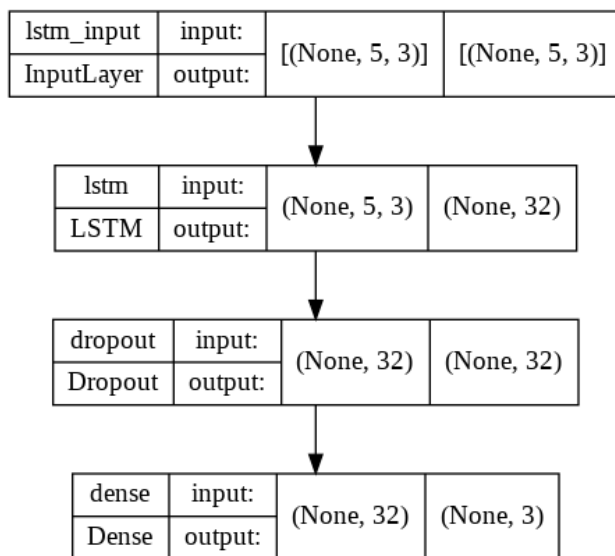 lstm_input input: [(None, 5, 3)] [(None, 5, 3)]
InputLayer output:
lstm input: (None, 5, 3) (None, 32)
LSTM output:
dropout input: (None, 32) (None, 32)
Dropout output:
dense input: (None, 32) (None, 3)
Dense output: